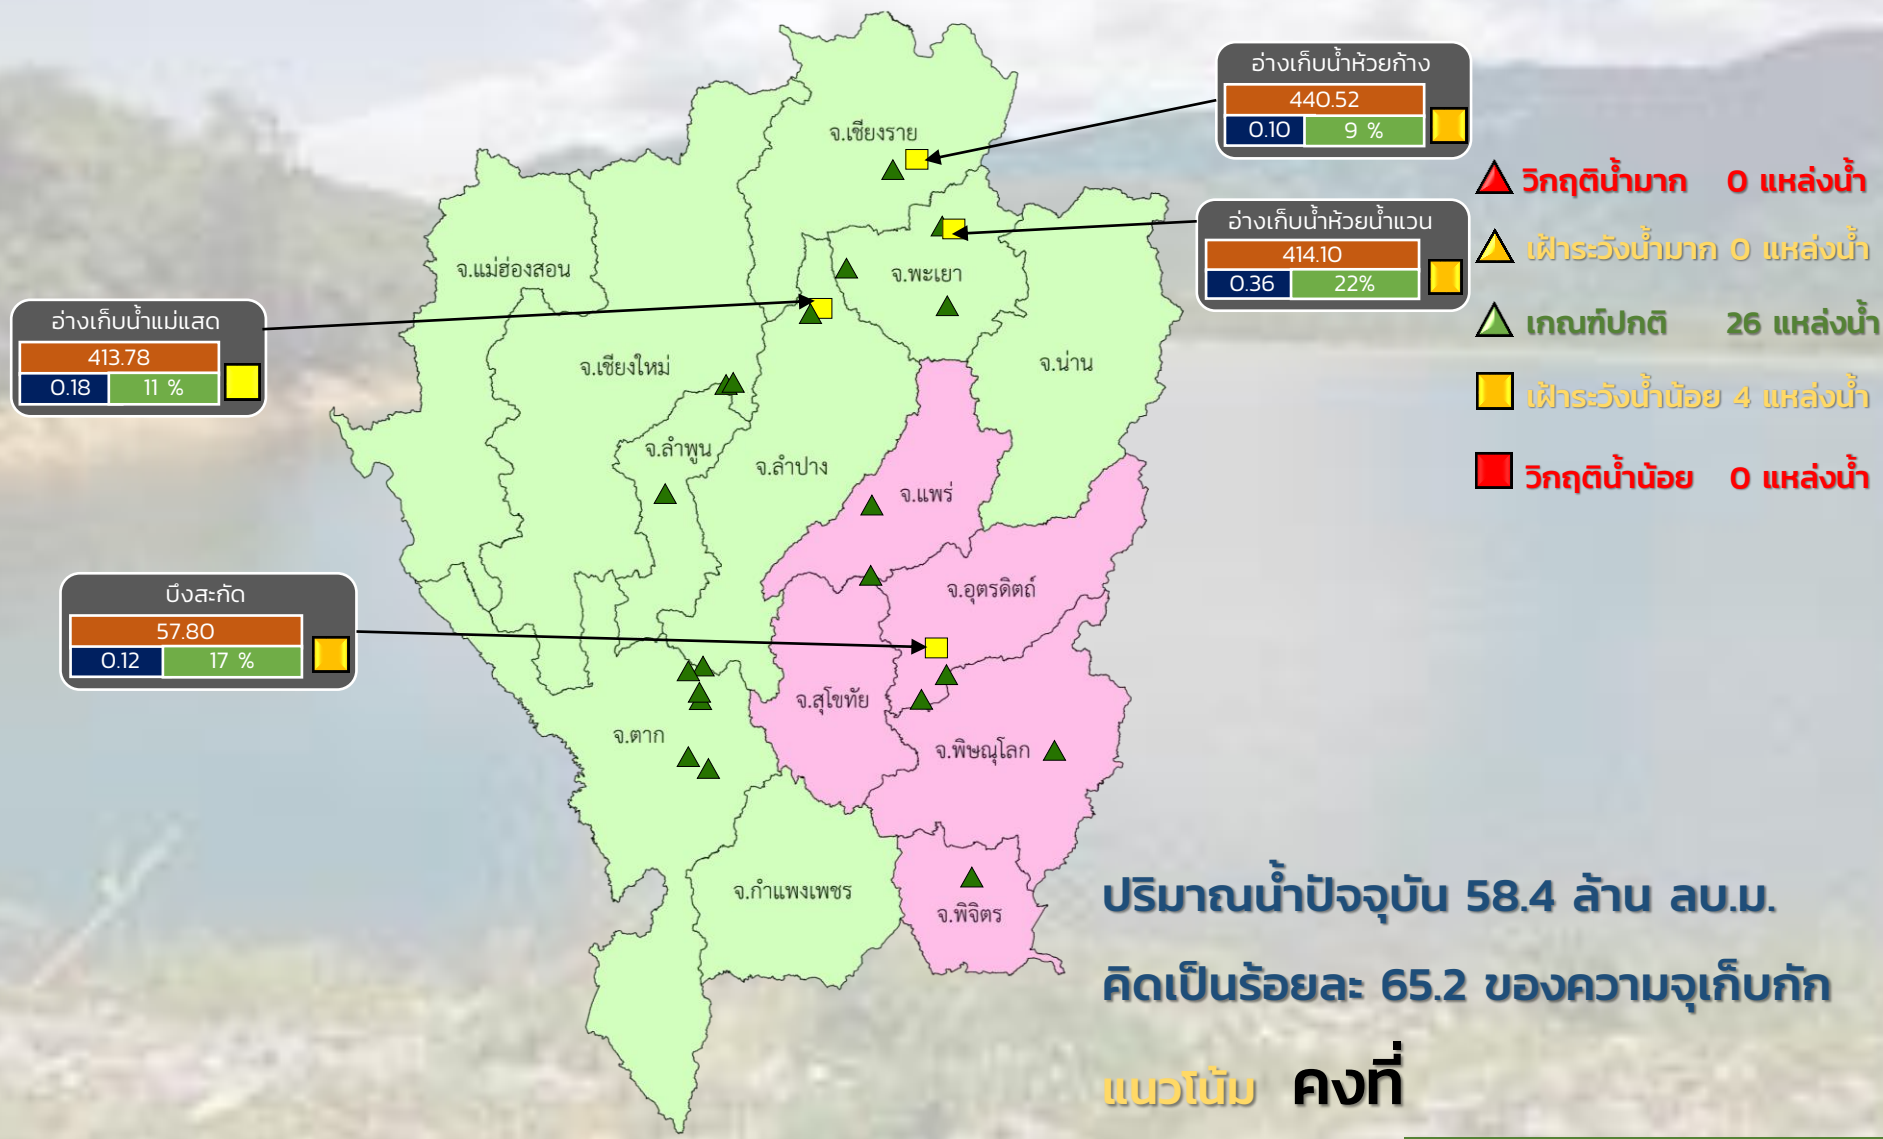 อ่างเก็บน้ำห้วยก้าง
440.52
0.10 9 %
จ.เชียงราย
วิกฤติน้ำมาก 0 แหล่งน้ำ
อ่างเก็บน้ำห้วยน้ำแวน
414.10
0.36 22%
เฝ้าระวังน้ำมาก 0 แหล่งน้ำ
จ.แม่ฮ่องสอน
จ.พะเยา
อ่างเก็บน้ำแม่แสด
413.78
0.18 11 %
เกณฑ์ปกติ 26 แหล่งน้ำ
จ.เชียงใหม่
จ.น่าน
เฝ้าระวังน้ำน้อย 4 แหล่งน้ำ
จ.ลำพูน
จ.ลำปาง
วิกฤติน้ำน้อย 0 แหล่งน้ำ
จ.แพร่
บึงสะกัด
57.80
0.12 17 %
จ.อุตรดิตถ์
จ.สุโขทัย
จ.ตาก
จ.พิษณุโลก
จ.กำแพงเพชร
จ.พิจิตร
ปริมาณน้ำปัจจุบัน 58.4 ล้าน ลบ.ม.
คิดเป็นร้อยละ 65.2 ของความจุเก็บกัก
แนวโน้ม คงที่